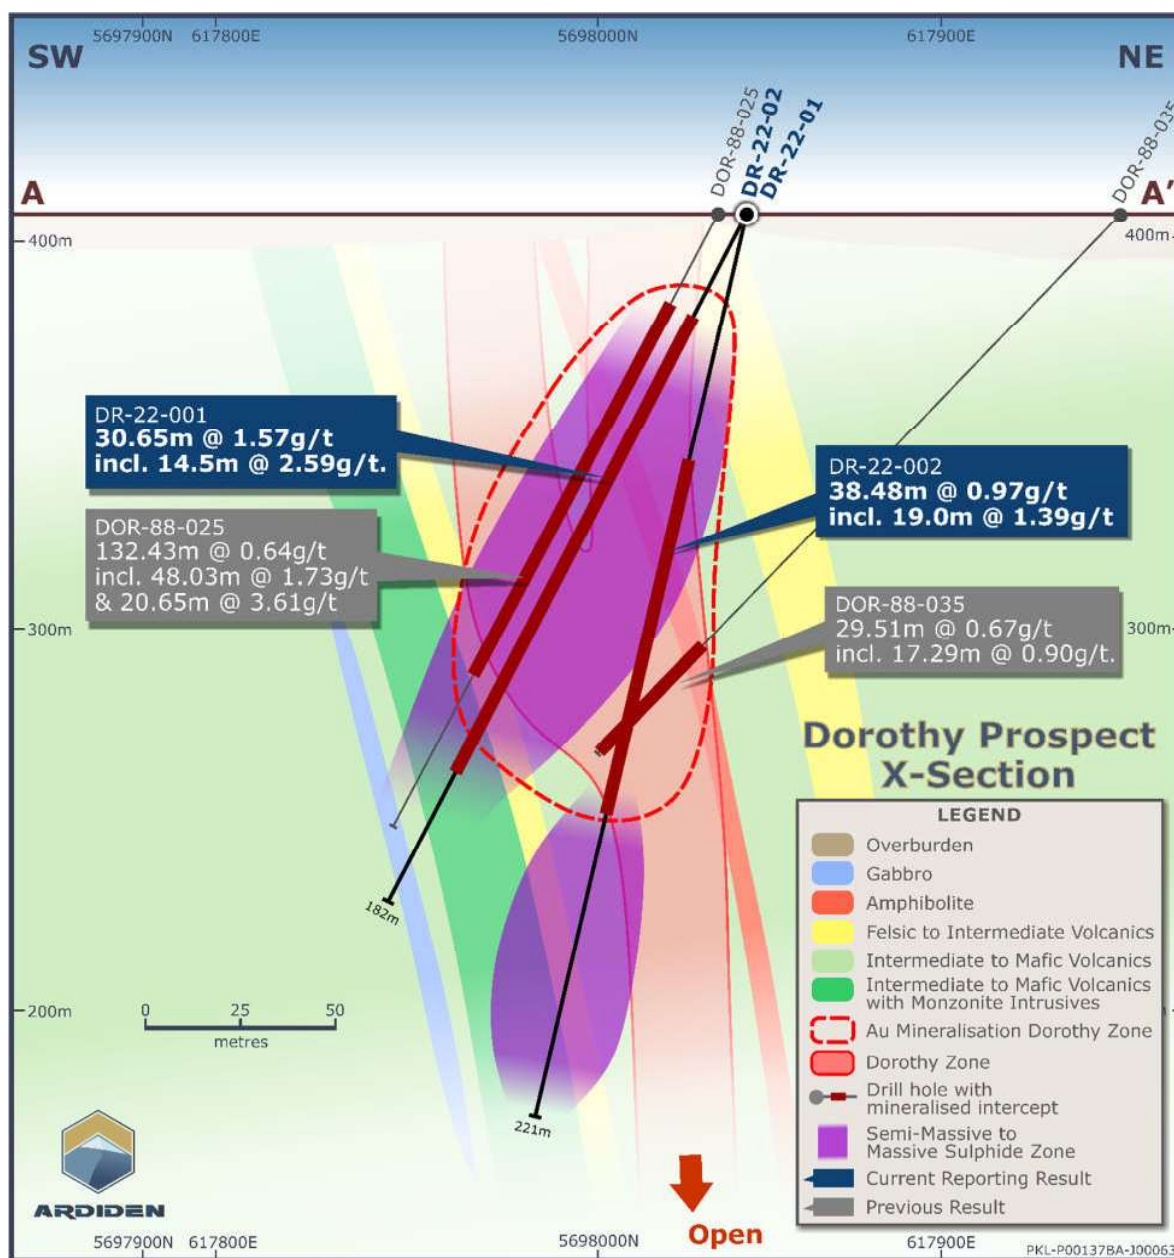 5697900N 617800E 5698000N 617900E
SW
NE
DOR-88-025
DR-22-02
DR-22-01
DOR-88-035
A
A'
400m
400m
DR-22-001
30.65m @ 1.57g/t
incl. 14.5m @ 2.59g/t.
DOR-88-025
132.43m @ 0.64g/t
incl. 48.03m @ 1.73g/t
& 20.65m @ 3.61g/t
DR-22-002
38.48m @ 0.97g/t
incl. 19.0m @ 1.39g/t
DOR-88-035
29.51m @ 0.67g/t
incl. 17.29m @ 0.90g/t.
300m
300m
Dorothy Prospect
X-Section
LEGEND
Overburden
Gabbro
Amphibolite
Felsic to Intermediate Volcanics
Intermediate to Mafic Volcanics
Intermediate to Mafic Volcanics
with Monzonite Intrusives
Au Mineralisation Dorothy Zone
Dorothy Zone
Drill hole with
mineralised intercept
Semi-Massive to
Massive Sulphide Zone
Current Reporting Result
Previous Result
182m
200m
0 25 50
metres
221m
ARDIDEN
Open
5697900N 617800E 5698000N 617900E